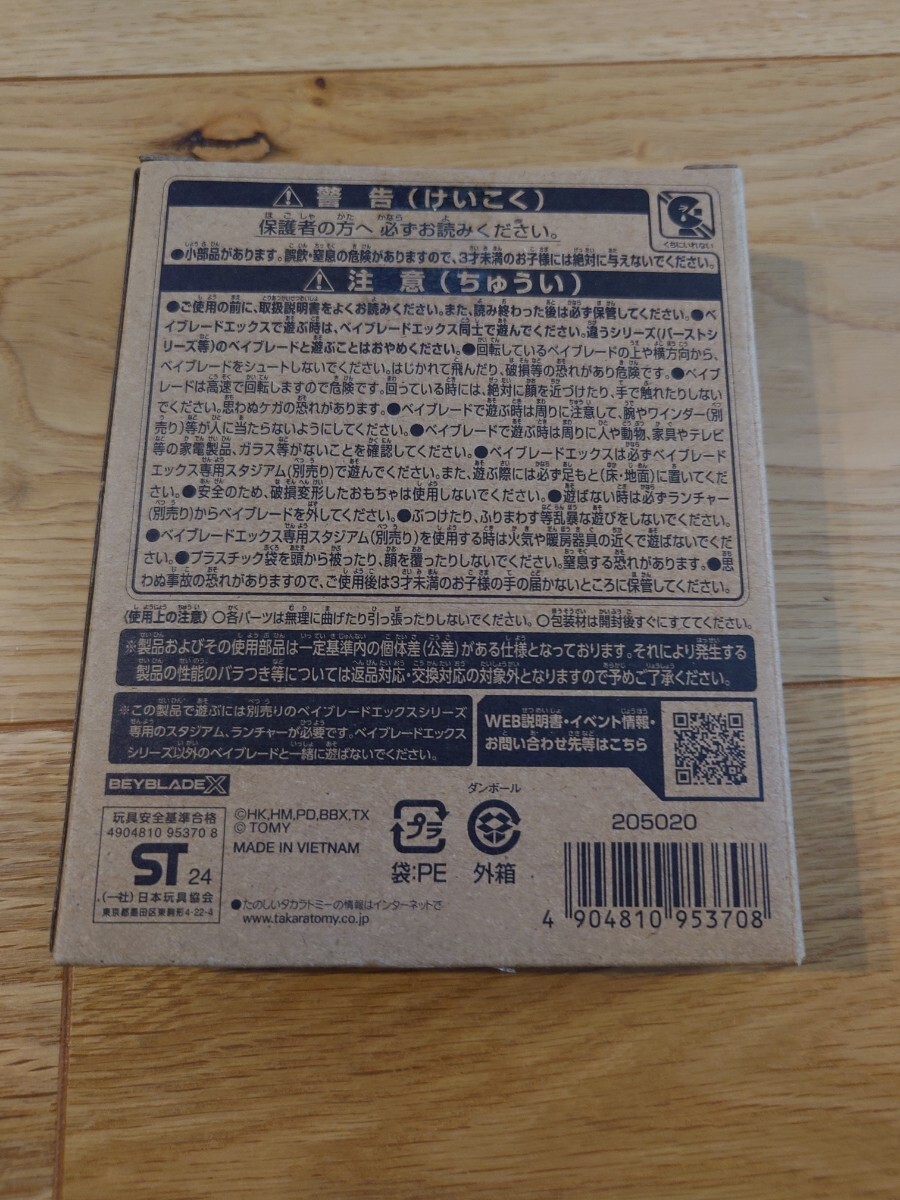 ⚠ 警告(けいこく)
保護者の方へ 必ずお読みください。
●小部品があります。誤飲・窒息の危険がありますので、3才未満のお子様には絶対に与えないでください。
くちにいれない
⚠ 注意(ちゅうい)
●ご使用の前に、取扱説明書をよくお読みください。また、読み終わった後は必ず保管してください。●ベ
イブレードエックスで遊ぶ時は、ベイブレードエックス同士で遊んでください。違うシリーズ(バーストシ
リーズ等)のベイブレードと遊ぶことはおやめください。●回転しているベイブレードの上や横方向から、
ベイブレードをシュートしないでください。はじかれて飛んだり、破損等の恐れがあり危険です。●ベイブ
レードは高速で回転しますので危険です。回っている時には、絶対に顔を近づけたり、手で触れたりしない
でください。思わぬケガの恐れがあります。●ベイブレードで遊ぶ時は周りに注意して、腕やワインダー(別
売り)等が人に当たらないようにしてください。●ベイブレードで遊ぶ時は周りに人や動物、家具やテレビ
等の家電製品、ガラス等がないことを確認してください。●ベイブレードエックスは必ずベイブレード
エックス専用スタジアム(別売り)で遊んでください。また、遊ぶ際には必ず足もと(床・地面)に置いてくだ
さい。●安全のため、破損変形したおもちゃは使用しないでください。●遊ばない時は必ずランチャー
(別売り)からベイブレードを外してください。●ぶつけたり、ふりまわす等乱暴な遊びをしないでください。
●ベイブレードエックス専用スタジアム(別売り)を使用する時は火気や暖房器具の近くで遊ばないでくだ
さい。●プラスチック袋を頭から被ったり、顔を覆ったりしないでください。窒息する恐れがあります。●思
わぬ事故の恐れがありますので、ご使用後は3才未満のお子様の手の届かないところに保管してください。
〈使用上の注意〉○各パーツは無理に曲げたり引っ張ったりしないでください。○包装材は開封後すぐにすててください。
※製品およびその使用部品は一定基準内の個体差(公差)がある仕様となっております。それにより発生する
製品の性能のバラつき等については返品対応・交換対応の対象外となりますので予めご了承ください。
※この製品で遊ぶには別売りのベイブレードエックスシリーズ
専用のスタジアム、ランチャーが必要です。ベイブレードエックス
シリーズ以外のベイブレードと一緒に遊ばないでください。
WEB説明書・イベント情報・
お問い合わせ先等はこちら
BEYBLADE X
玩具安全基準合格
4904810 95370 8
ST 24
(一社)日本玩具協会
東京都墨田区東駒形4-22-4
©HK,HM,PD,BBX,TX
© TOMY
MADE IN VIETNAM
●たのしいタカラトミーの情報はインターネットで
www.takaratomy.co.jp
プラ
袋:PE
ダンボール
外箱
205020
4 904810 953708